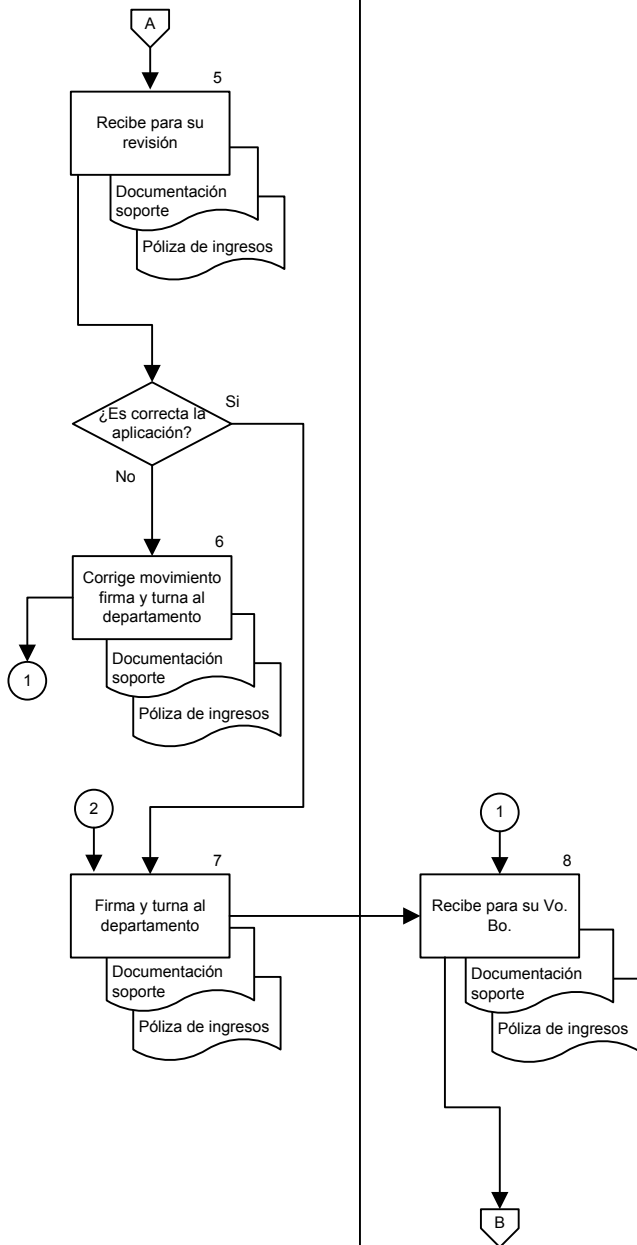 A
5
Recibe para su
revisión
Documentación
soporte
Póliza de ingresos
¿Es correcta la
aplicación?
Si
No
6
Corrige movimiento
firma y turna al
departamento
1
Documentación
soporte
Póliza de ingresos
2
7
Firma y turna al
departamento
Documentación
soporte
Póliza de ingresos
1
8
Recibe para su Vo.
Bo.
Documentación
soporte
Póliza de ingresos
B